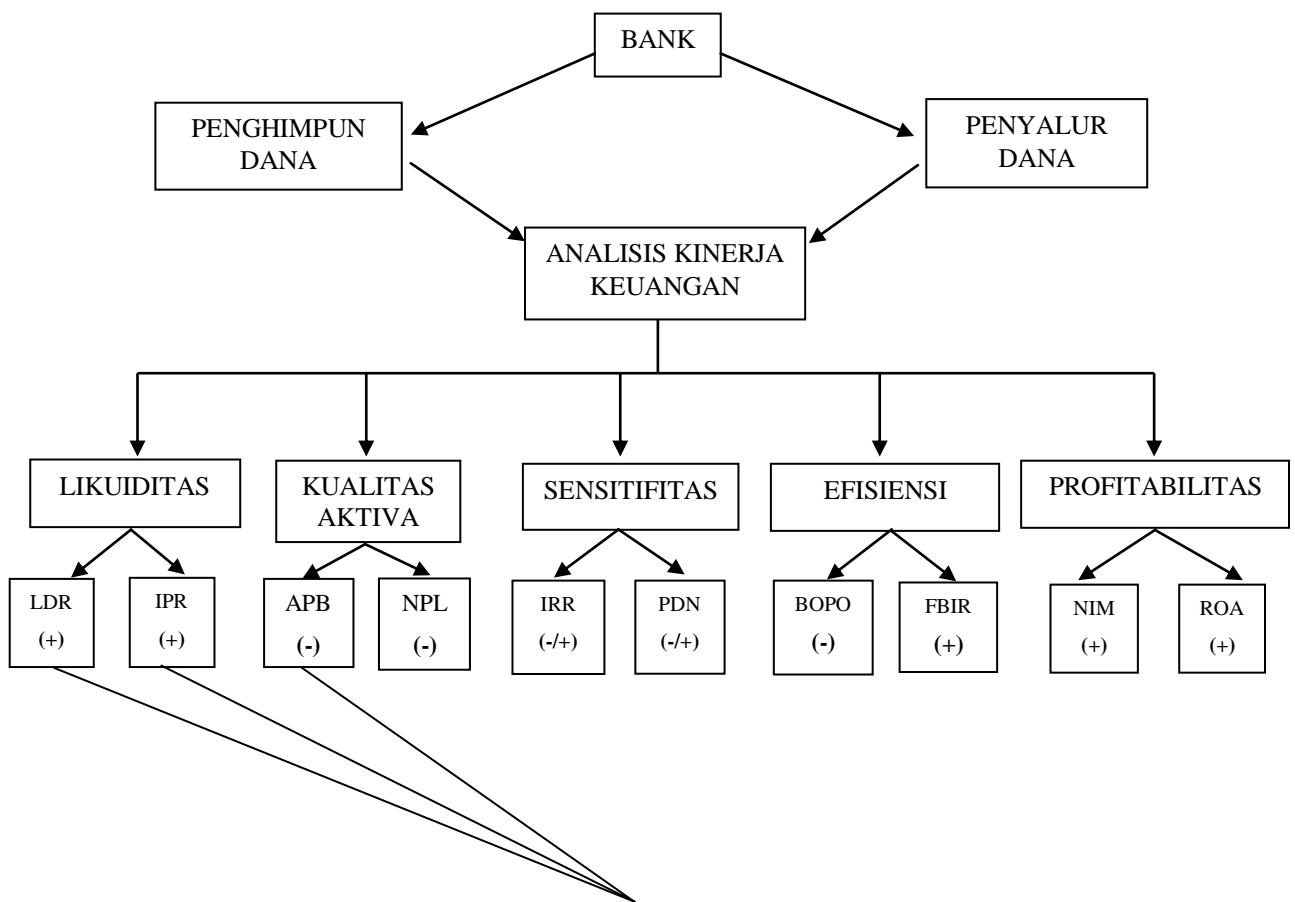 BANK
PENGHIMPUN
DANA
PENYALUR
DANA
ANALISIS KINERJA
KEUANGAN
LIKUIDITAS
KUALITAS
AKTIVA
SENSITIFITAS
EFISIENSI
PROFITABILITAS
LDR
(+)
IPR
(+)
APB
(-)
NPL
(-)
IRR
(-/+)
PDN
(-/+)
BOPO
(-)
FBIR
(+)
NIM
(+)
ROA
(+)